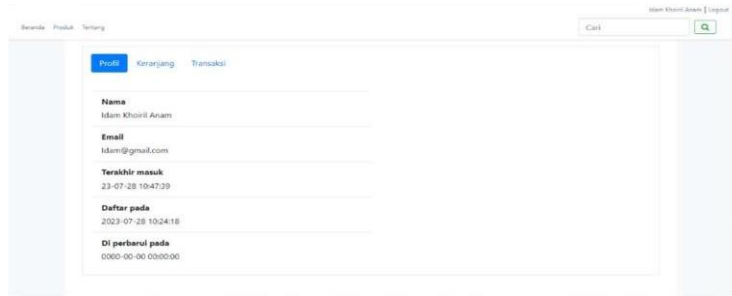 Idam Khoiril Anam | Logout
Beranda Produk Tentang
Cari
Profil Keranjang Transaksi
Nama
Idam Khoiril Anam
Email
Idam@gmail.com
Terakhir masuk
23-07-28 10:47:39
Daftar pada
2023-07-28 10:24:18
Di perbarui pada
0000-00-00 00:00:00